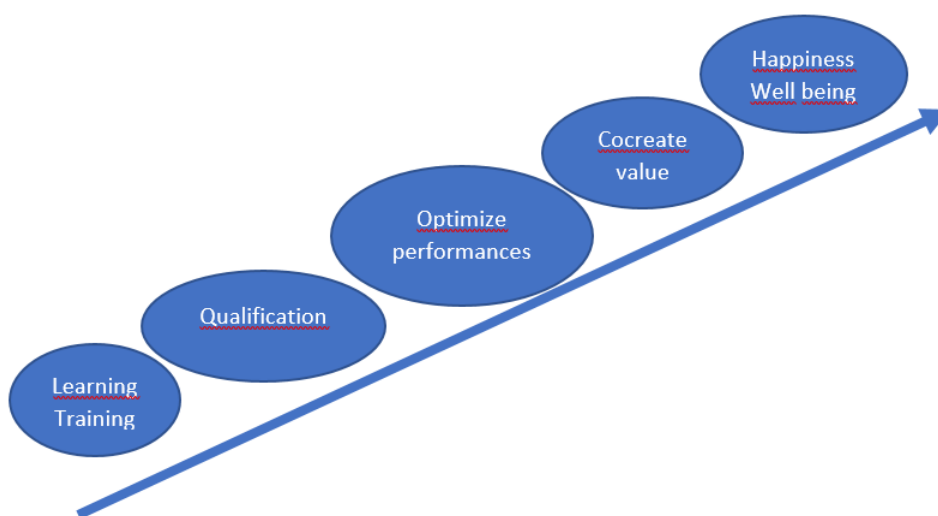 Happiness
Well being
Cocreate
value
Optimize
performances
Qualification
Learning
Training